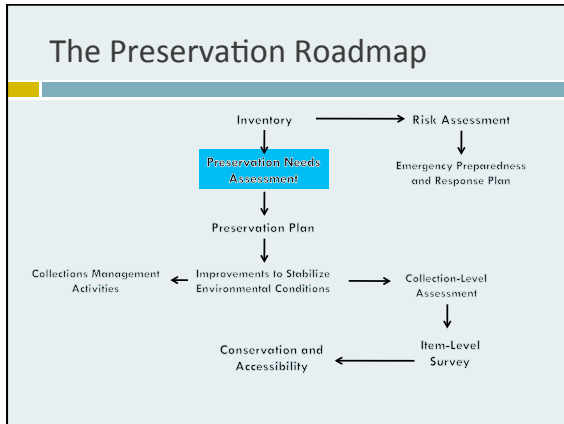 The Preservation Roadmap
Inventory
Risk Assessment
Preservation Needs
Assessment
Emergency Preparedness
and Response Plan
Preservation Plan
Collections Management
Activities
Improvements to Stabilize
Environmental Conditions
Collection-Level
Assessment
Item-Level
Survey
Conservation and
Accessibility